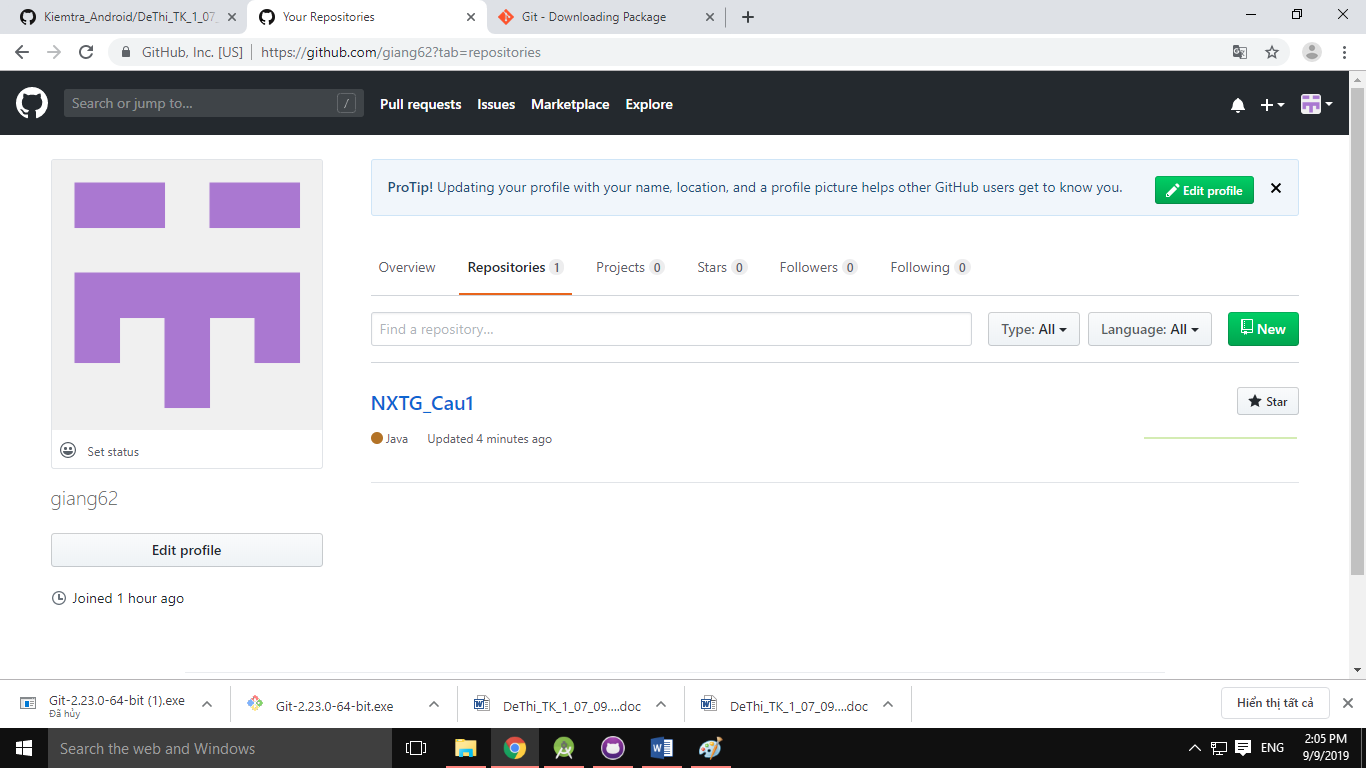 Kiemtra_Android/DeThi_TK_1_07_
Your Repositories
Git - Downloading Package
GitHub, Inc. [US]
https://github.com/giang62?tab=repositories
Search or jump to...
/
Pull requests
Issues
Marketplace
Explore
ProTip! Updating your profile with your name, location, and a profile picture helps other GitHub users get to know you.
Edit profile
Overview
Repositories 1
Projects 0
Stars 0
Followers 0
Following 0
Find a repository...
Type: All
Language: All
New
NXTG_Cau1
Star
Java
Updated 4 minutes ago
Set status
giang62
Edit profile
Joined 1 hour ago
Git-2.23.0-64-bit (1).exe
Đã hủy
Git-2.23.0-64-bit.exe
DeThi_TK_1_07_09....doc
DeThi_TK_1_07_09....doc
Hiển thị tất cả
Search the web and Windows
ENG
2:05 PM
9/9/2019